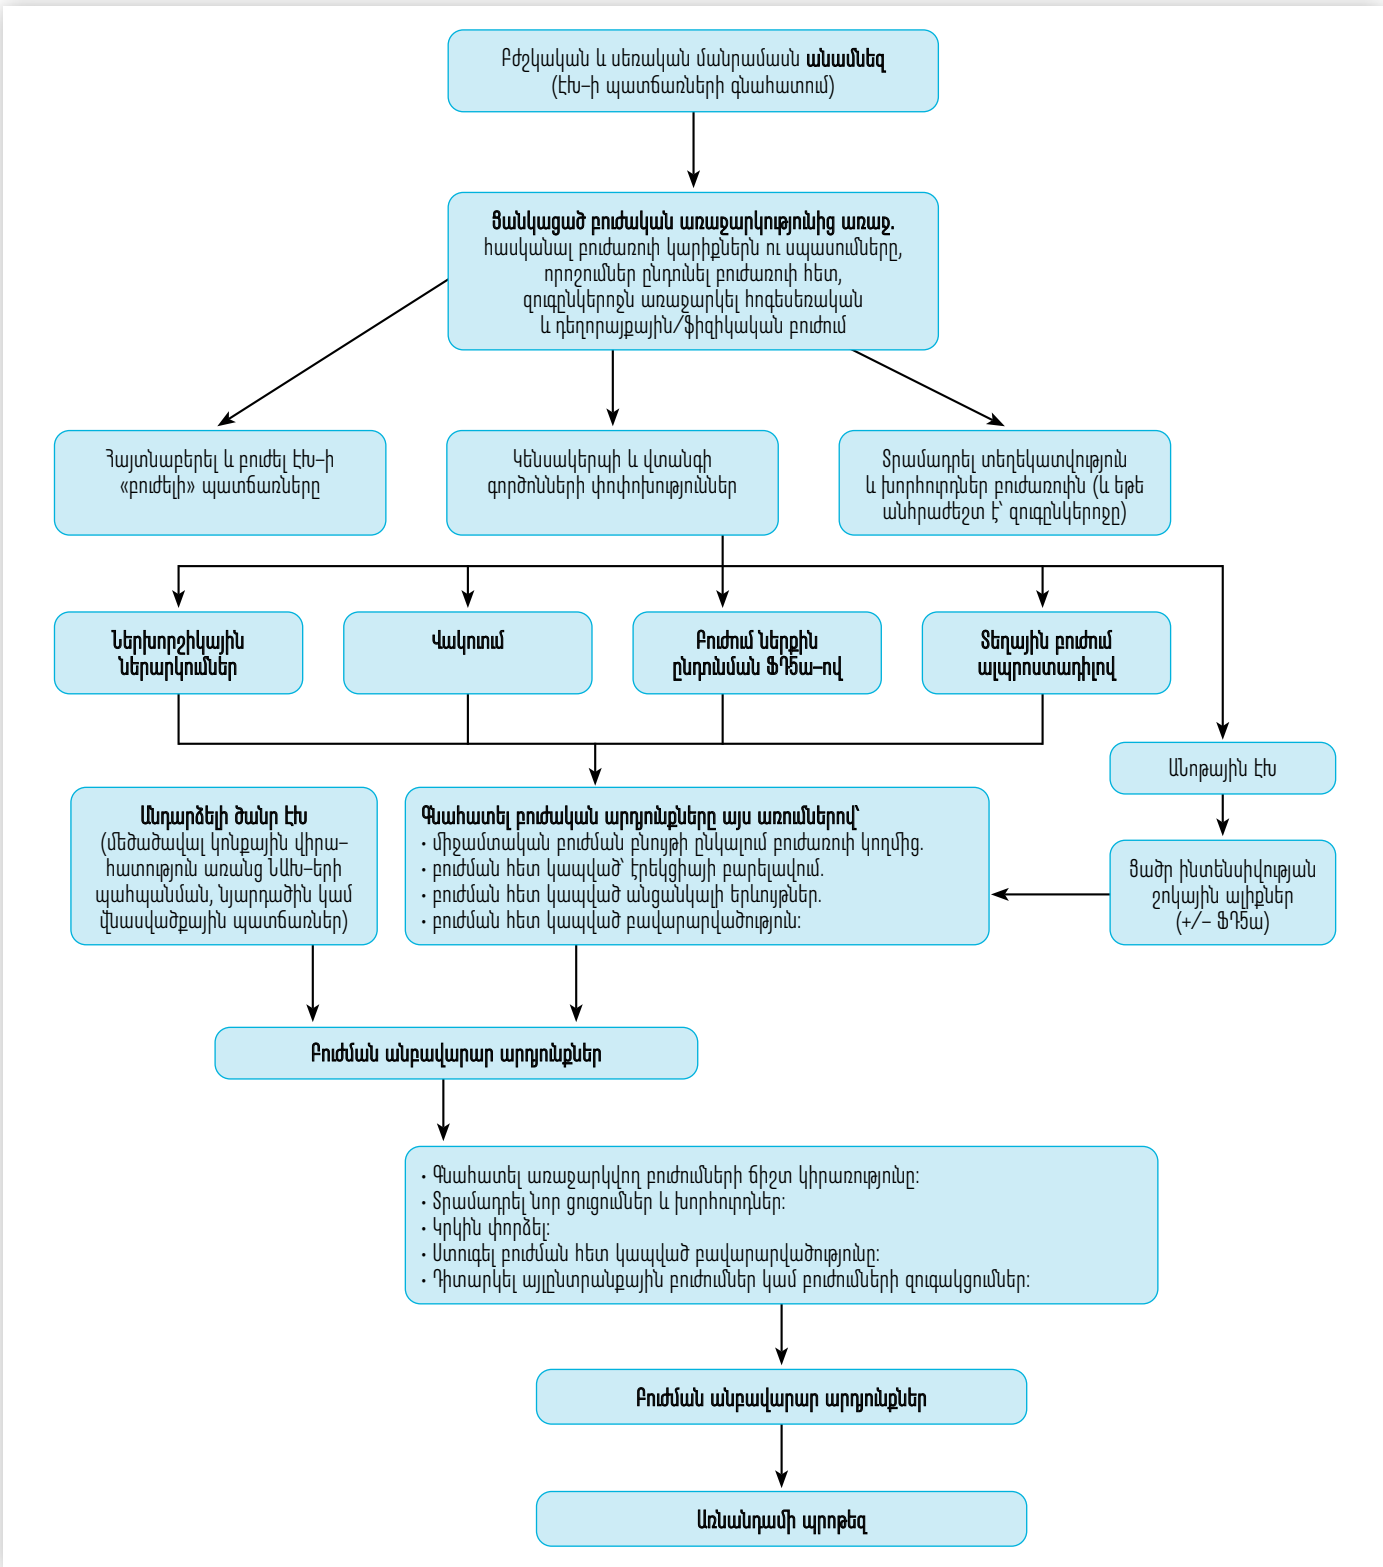 Բժշկական և սեռական մանրամասն անամնեզ
(էԽ–ի պատճառների գնահատում)
Ցանկացած բուժական առաջարկությունից առաջ.
հասկանալ բուժառուի կարիքներն ու սպասումները,
որոշումներ ընդունել բուժառուի հետ,
զուգընկերոջն առաջարկել հոգեսեռական
և դեղորայքային/ֆիզիկական բուժում
Հայտնաբերել և բուժել էԽ–ի
«բուժելի» պատճառները
Կենսակերպի և վտանգի
գործոնների փոփոխություններ
Տրամադրել տեղեկատվություն
և խորհուրդներ բուժառուին (և եթե
անհրաժեշտ է՝ զուգընկերոջը)
Ներխորշիկային
ներարկումներ
Վակուում
Բուժում ներքին
ընդունման ՖԴ5ա–ով
Տեղային բուժում
ալպրոստադիլով
Անոթային էԽ
Անդարձելի ծանր էԽ
(մեծածավալ կոնքային վիրա–
հատություն առանց ՆԱԽ–երի
պահպանման, նյարդածին կամ
վնասվածքային պատճառներ)
Գնահատել բուժական արդյունքները այս առումներով՝
• միջամտական բուժման բնույթի ընկալում բուժառուի կողմից.
• բուժման հետ կապված՝ էրեկցիայի բարելավում.
• բուժման հետ կապված անցանկալի երևույթներ.
• բուժման հետ կապված բավարարվածություն:
Ցածր ինտենսիվության
շոկային ալիքներ
(+/– ՖԴ5ա)
Բուժման անբավարար արդյունքներ
• Գնահատել առաջարկվող բուժումների ճիշտ կիրառությունը:
• Տրամադրել նոր ցուցումներ և խորհուրդներ:
• Կրկին փորձել:
• Ստուգել բուժման հետ կապված բավարարվածությունը:
• Դիտարկել այլընտրանքային բուժումներ կամ բուժումների զուգակցումներ:
Բուժման անբավարար արդյունքներ
Առնանդամի պրոթեզ